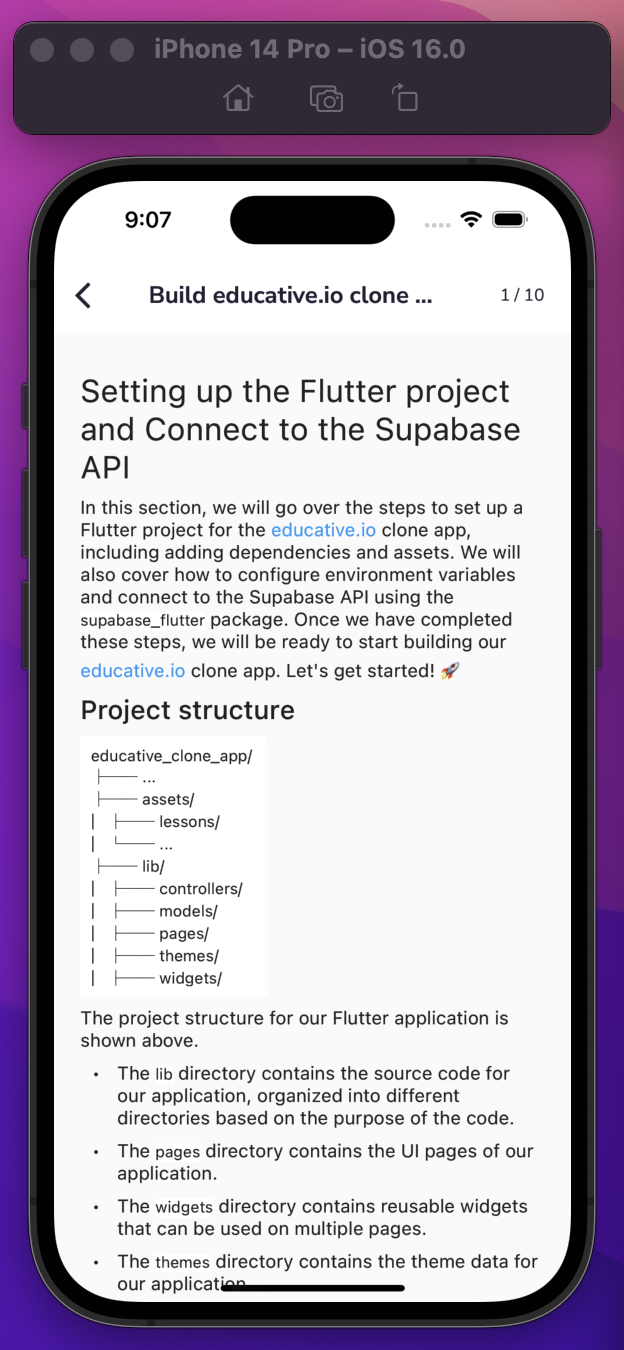 iPhone 14 Pro – iOS 16.0
9:07
Build educative.io clone ...
1 / 10
Setting up the Flutter project
and Connect to the Supabase
API
In this section, we will go over the steps to set up a
Flutter project for the educative.io clone app,
including adding dependencies and assets. We will
also cover how to configure environment variables
and connect to the Supabase API using the
supabase_flutter package. Once we have completed
these steps, we will be ready to start building our
educative.io clone app. Let's get started! 🚀
Project structure
educative_clone_app/
├── ...
├── assets/
│ ├── lessons/
│ └── ...
├── lib/
│ ├── controllers/
│ ├── models/
│ ├── pages/
│ ├── themes/
│ ├── widgets/
The project structure for our Flutter application is
shown above.
• The lib directory contains the source code for
our application, organized into different
directories based on the purpose of the code.
• The pages directory contains the UI pages of our
application.
• The widgets directory contains reusable widgets
that can be used on multiple pages.
• The themes directory contains the theme data for
our application